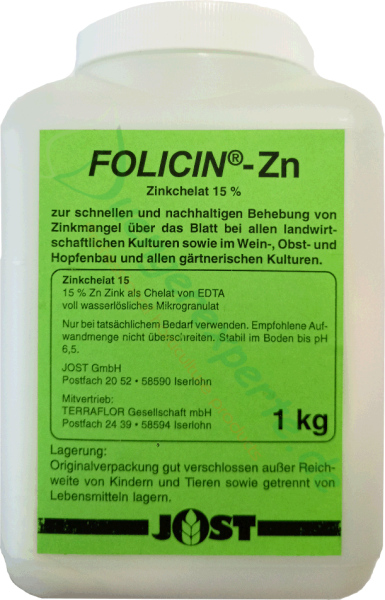 FOLICIN®-Zn
Zinkchelat 15 %
zur schnellen und nachhaltigen Behebung von
Zinkmangel über das Blatt bei allen landwirt-
schaftlichen Kulturen sowie im Wein-, Obst- und
Hopfenbau und allen gärtnerischen Kulturen.
Zinkchelat 15
15 % Zn Zink als Chelat von EDTA
voll wasserlösliches Mikrogranulat
Nur bei tatsächlichem Bedarf verwenden. Empfohlene Auf-
wandmenge nicht überschreiten. Stabil im Boden bis pH
6,5.
JOST GmbH
Postfach 20 52 · 58590 Iserlohn
Mitvertrieb:
TERRAFLOR Gesellschaft mbH
Postfach 24 39 · 58594 Iserlohn
1 kg
Lagerung:
Originalverpackung gut verschlossen außer Reich-
weite von Kindern und Tieren sowie getrennt von
Lebensmitteln lagern.
JOST